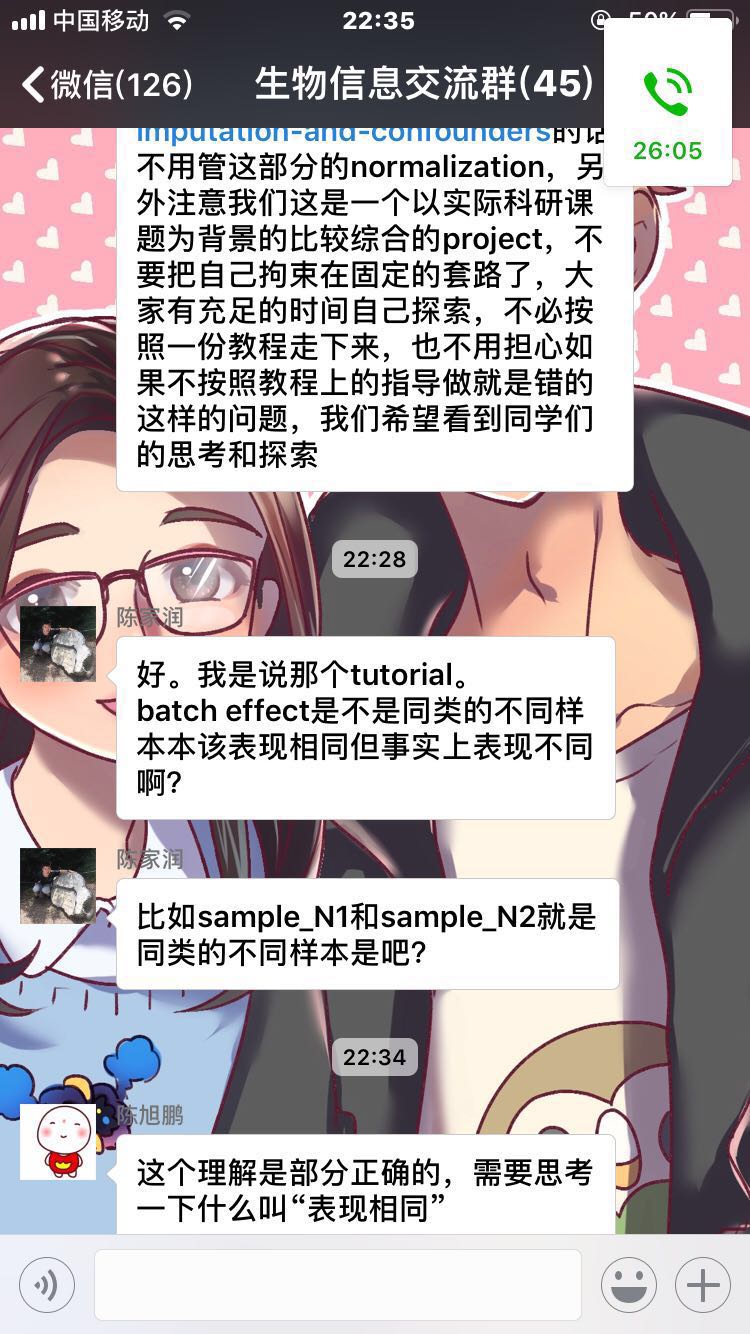 中国移动
22:35
微信(126)
生物信息交流群(45)
26:05
imputation-and-confounders的话
不用管这部分的normalization，另
外注意我们这是一个以实际科研课
题为背景的比较综合的project，不
要把自己拘束在固定的套路了，大
家有充足的时间自己探索，不必按
照一份教程走下来，也不用担心如
果不按照教程上的指导做就是错的
这样的问题，我们希望看到同学们
的思考和探索
22:28
陈家润
好。我是说那个tutorial。
batch effect是不是同类的不同样
本本该表现相同但事实上表现不同
啊?
陈家润
比如sample_N1和sample_N2就是
同类的不同样本是吧?
22:34
陈旭鹏
这个理解是部分正确的，需要思考
一下什么叫“表现相同”